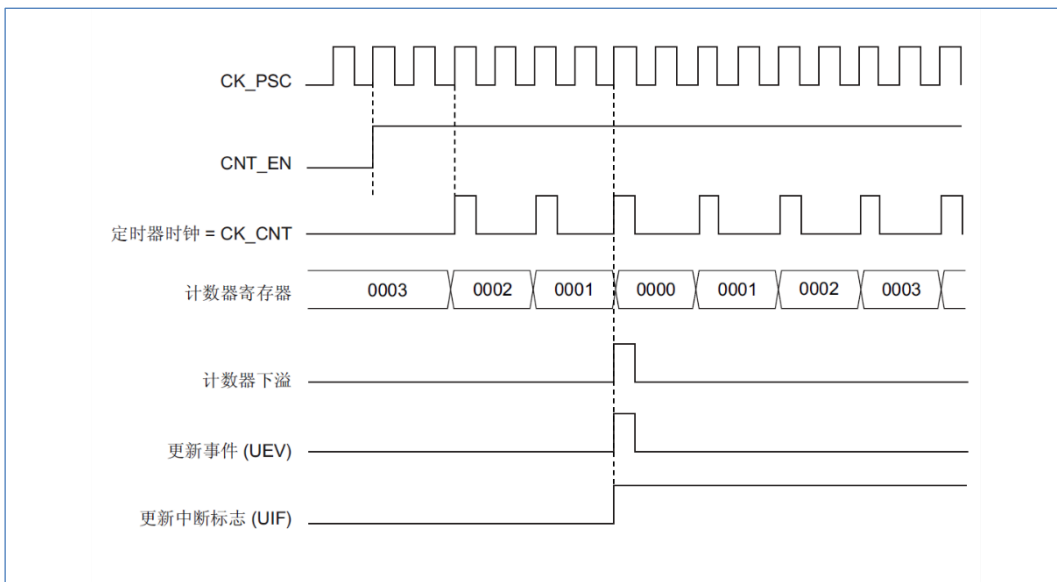 CK_PSC
CNT_EN
定时器时钟 = CK_CNT
计数器寄存器 0003 0002 0001 0000 0001 0002 0003
计数器下溢
更新事件 (UEV)
更新中断标志 (UIF)